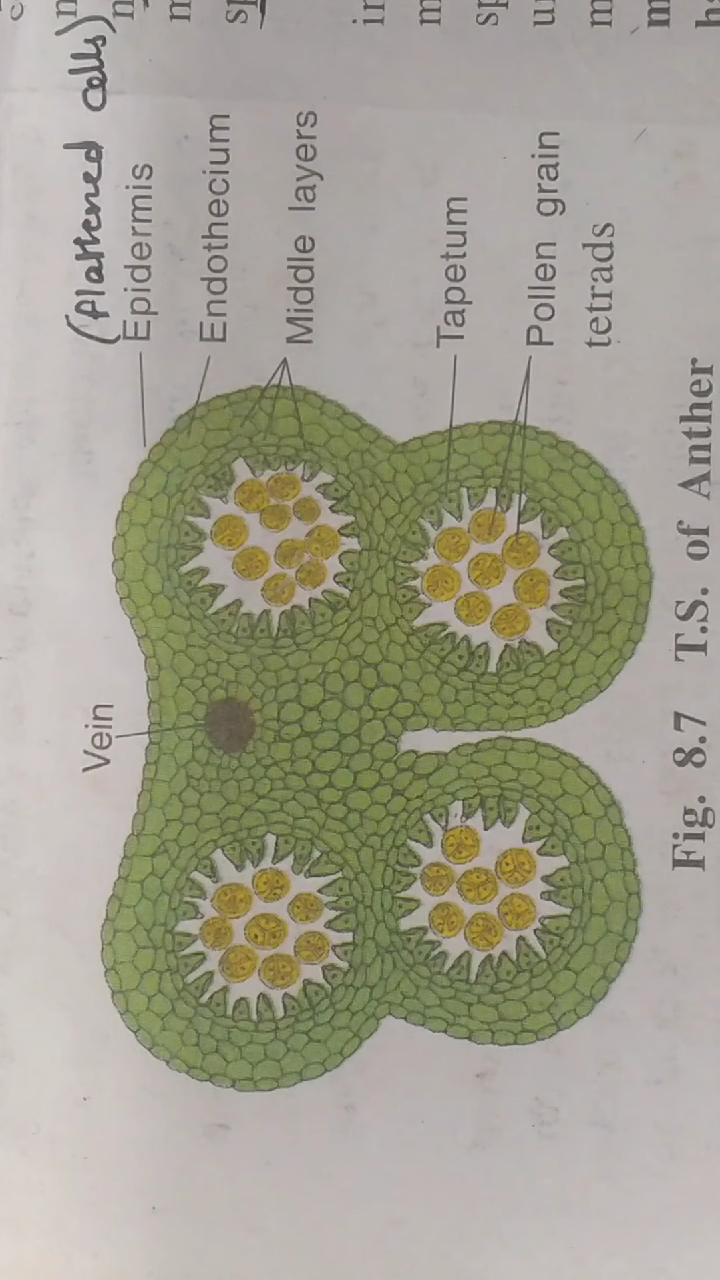 (flattened cells)
Epidermis
Endothecium
Middle layers
Vein
Tapetum
Pollen grain
tetrads
Fig. 8.7 T.S. of Anther